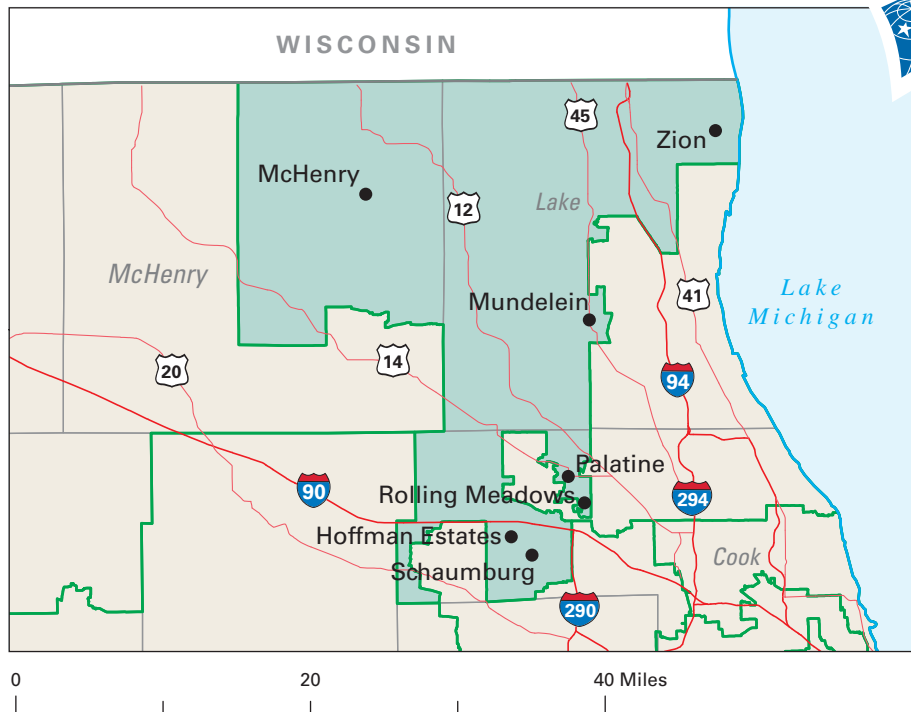 WISCONSIN
45
Zion
McHenry
12
Lake
McHenry
41
Lake
Michigan
Mundelein
20
14
94
Palatine
90
Rolling Meadows
294
Hoffman Estates
Schaumburg
Cook
290
0 20 40 Miles